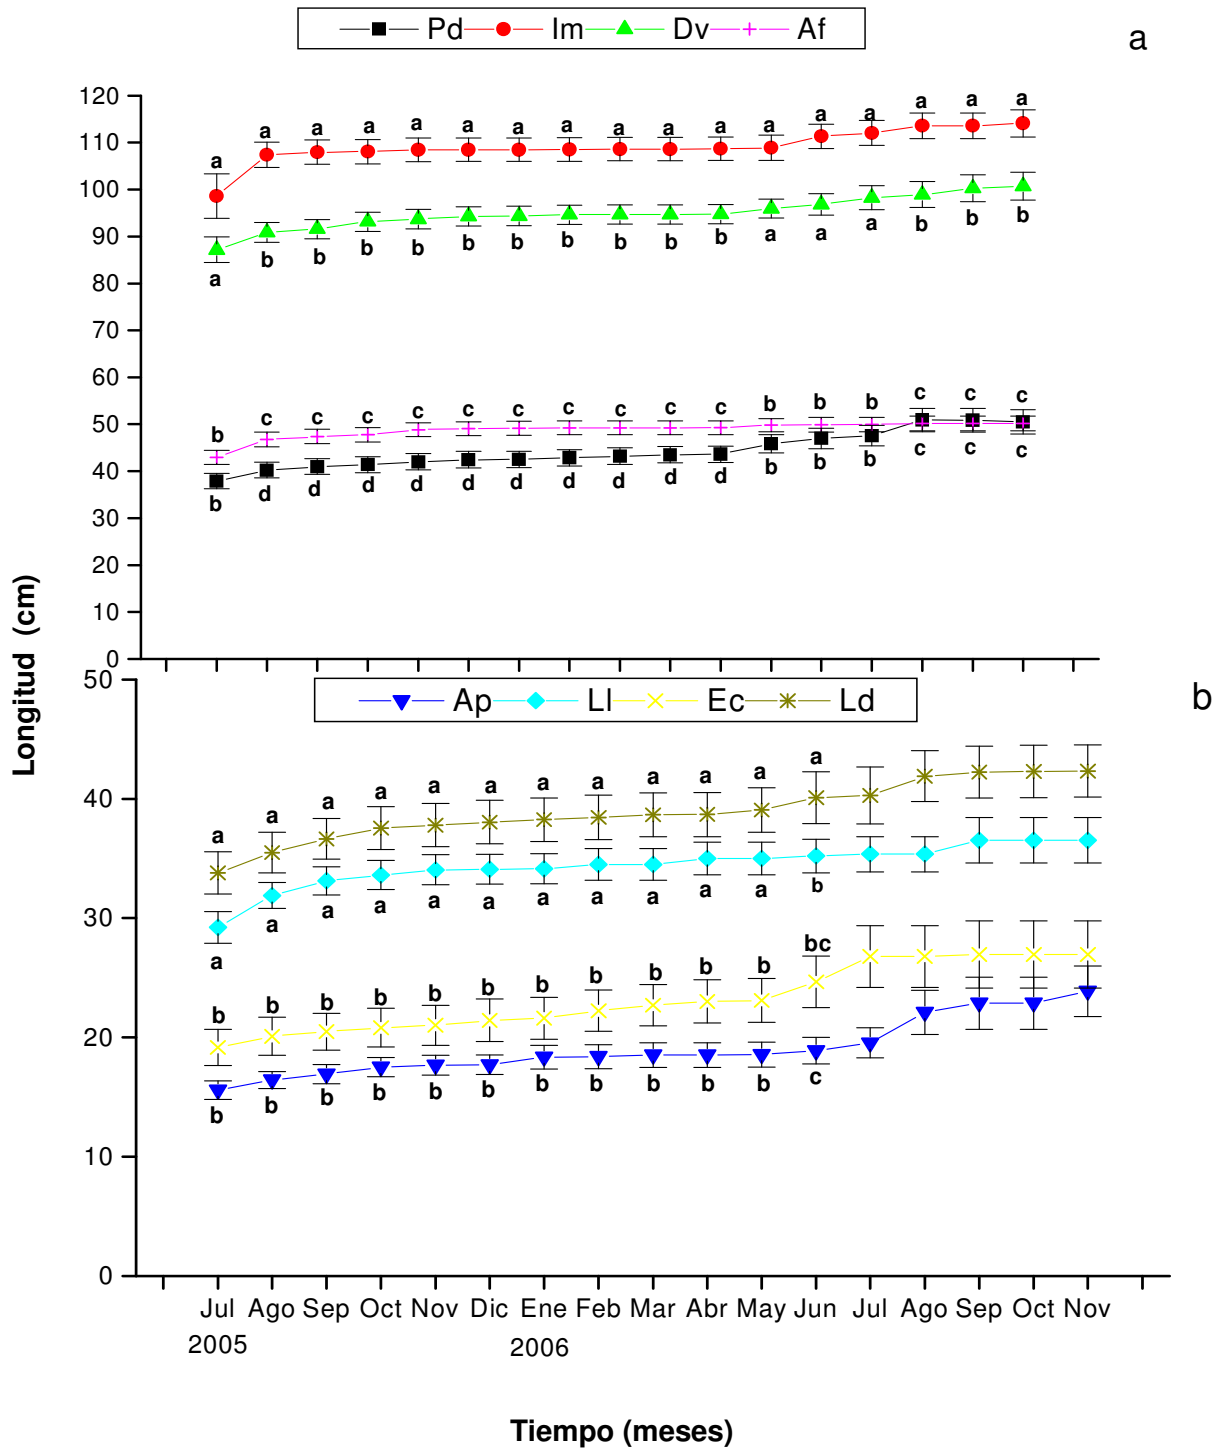 Pd Im Dv Af
a
120
110
100
90
80
70
60
50
40
30
20
10
0
a a a a a a a a a a a a a a a a a
a b b b b b b b b b b a a a b b b
b c c c c c c c c c c b b b c c c
b d d d d d d d d d d b b b c c c
Longitud (cm)
b
Ap Ll Ec Ld
50
40
30
20
10
0
a a a a a a a a a a a a
a a a a a a a a a a a b
b b b b b b b b b b b bc
b b b b b b b b b b b c
Jul Ago Sep Oct Nov Dic Ene Feb Mar Abr May Jun Jul Ago Sep Oct Nov
2005 2006
Tiempo (meses)